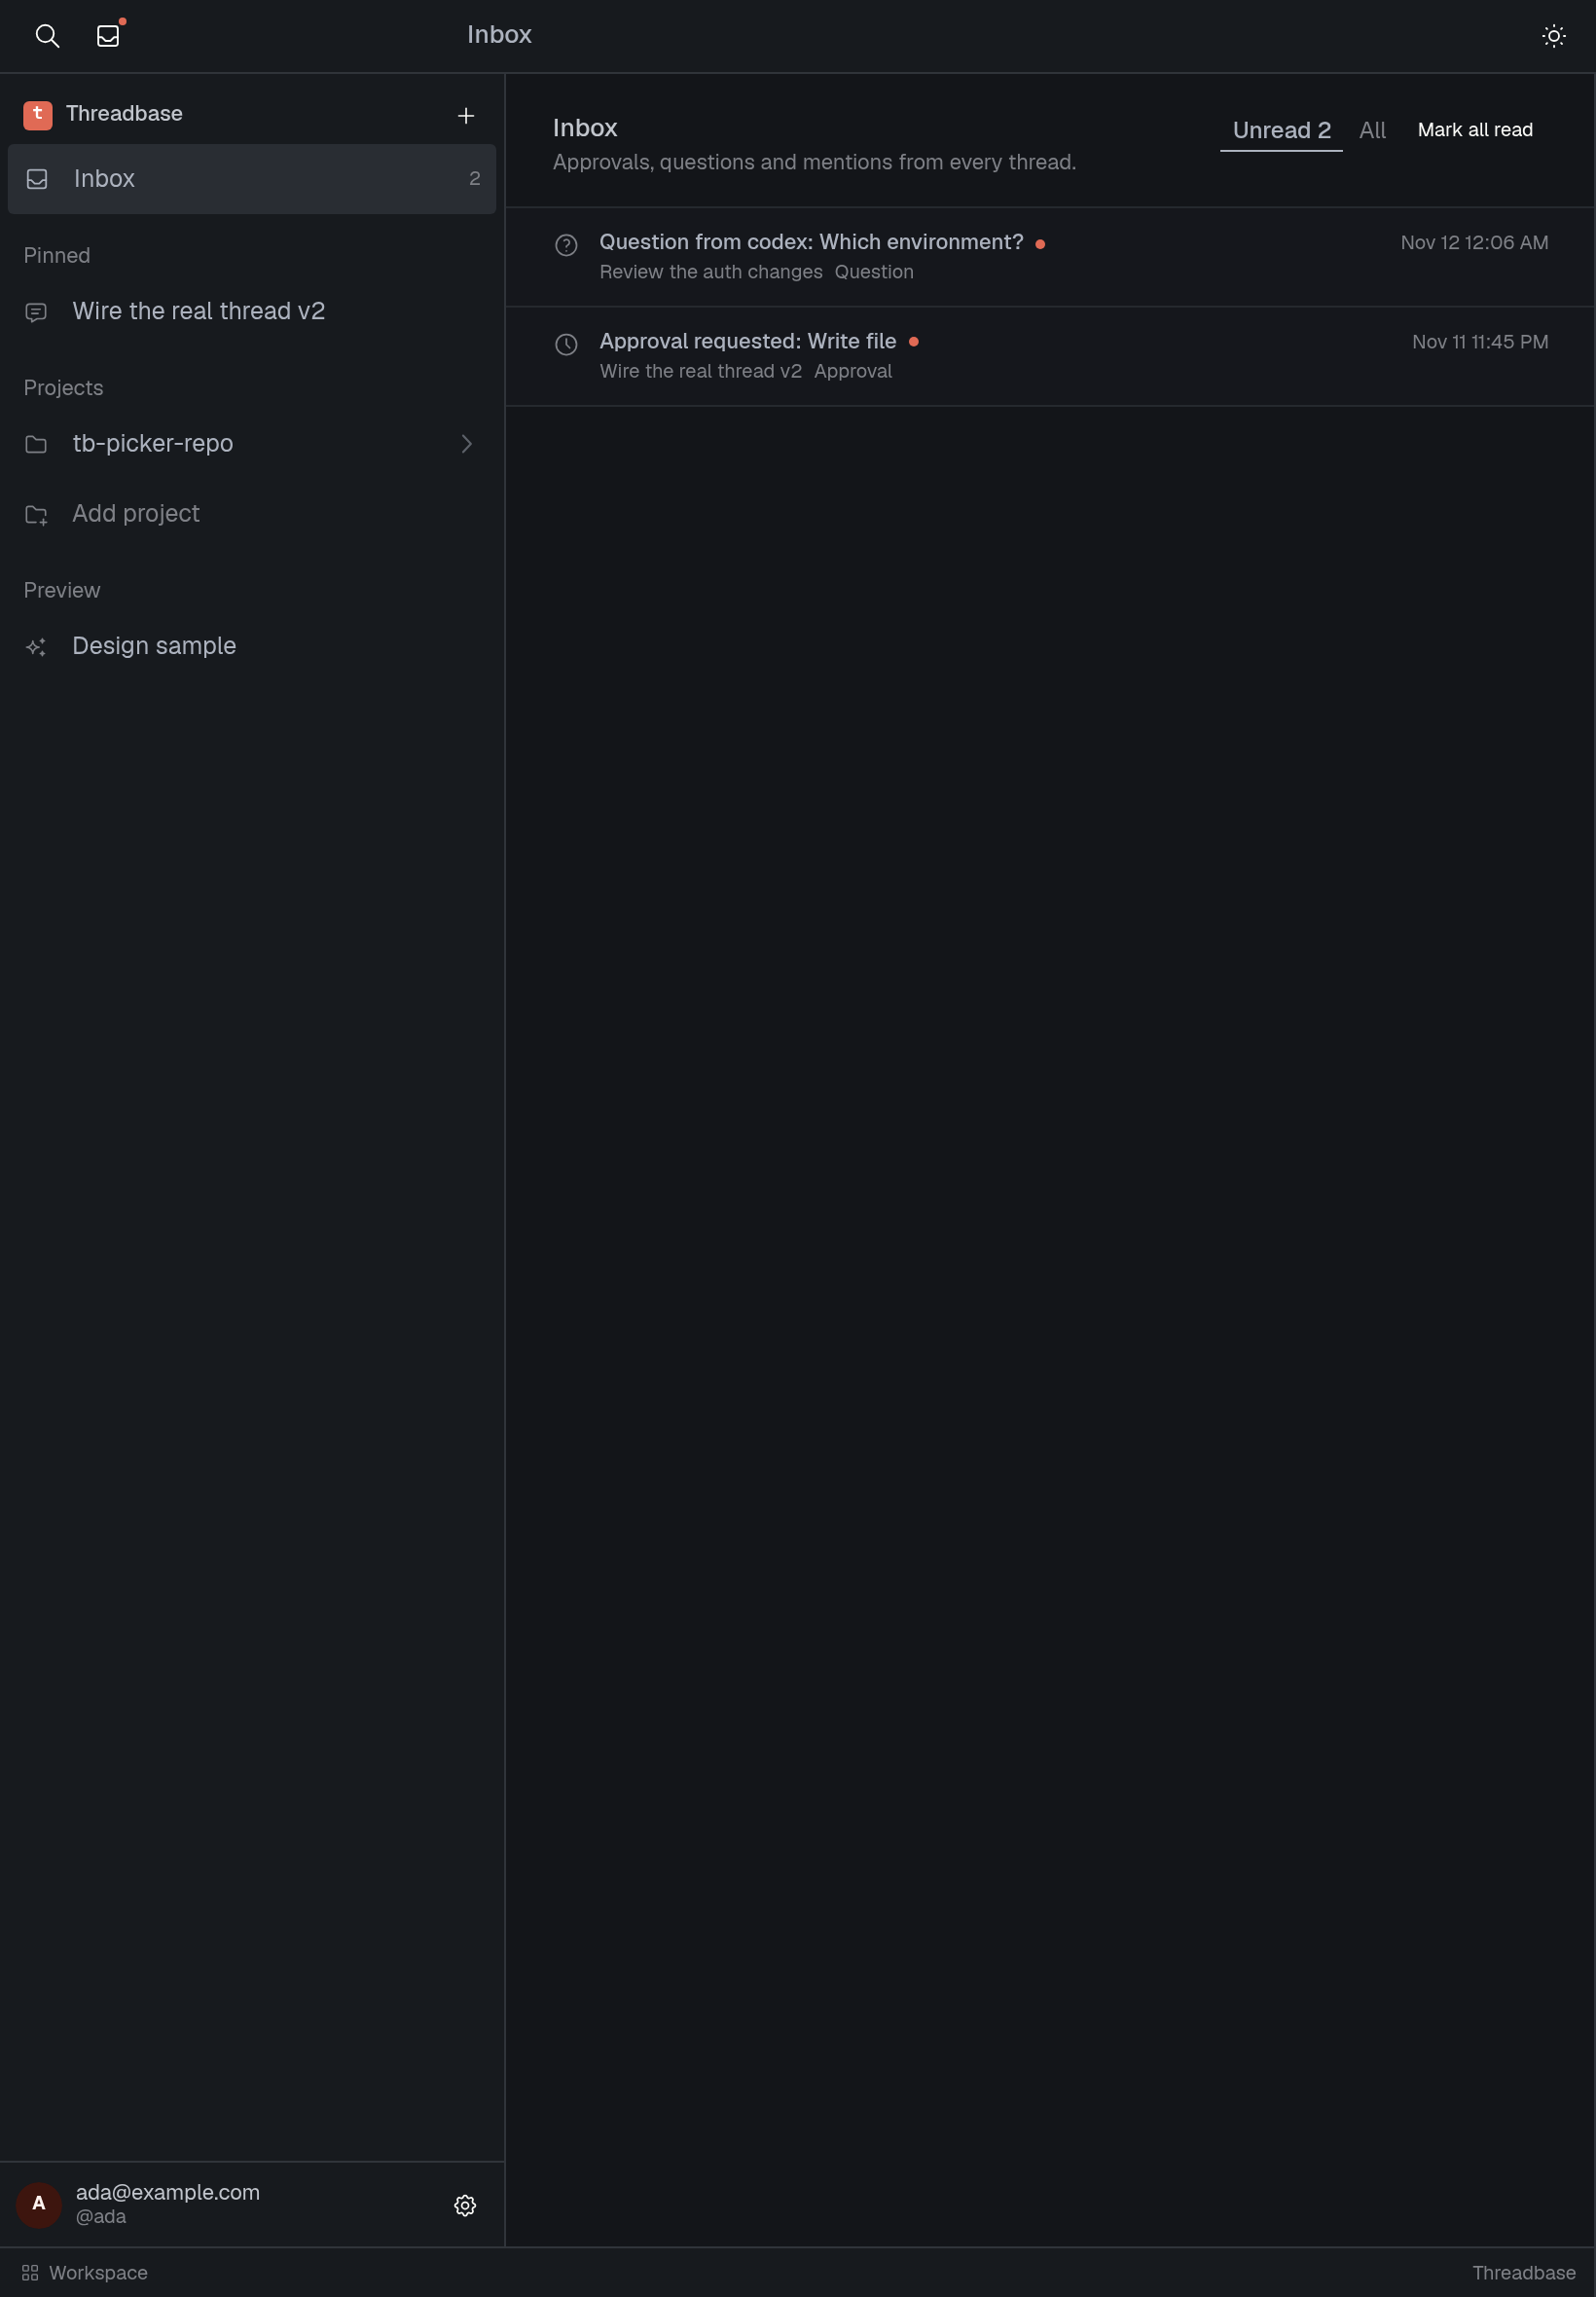 Inbox
t Threadbase
Inbox 2
Pinned
Wire the real thread v2
Projects
tb-picker-repo
Add project
Preview
Design sample
A
ada@example.com
@ada
Inbox
Approvals, questions and mentions from every thread.
Unread 2 All Mark all read
Question from codex: Which environment? Nov 12 12:06 AM
Review the auth changes Question
Approval requested: Write file Nov 11 11:45 PM
Wire the real thread v2 Approval
Workspace Threadbase